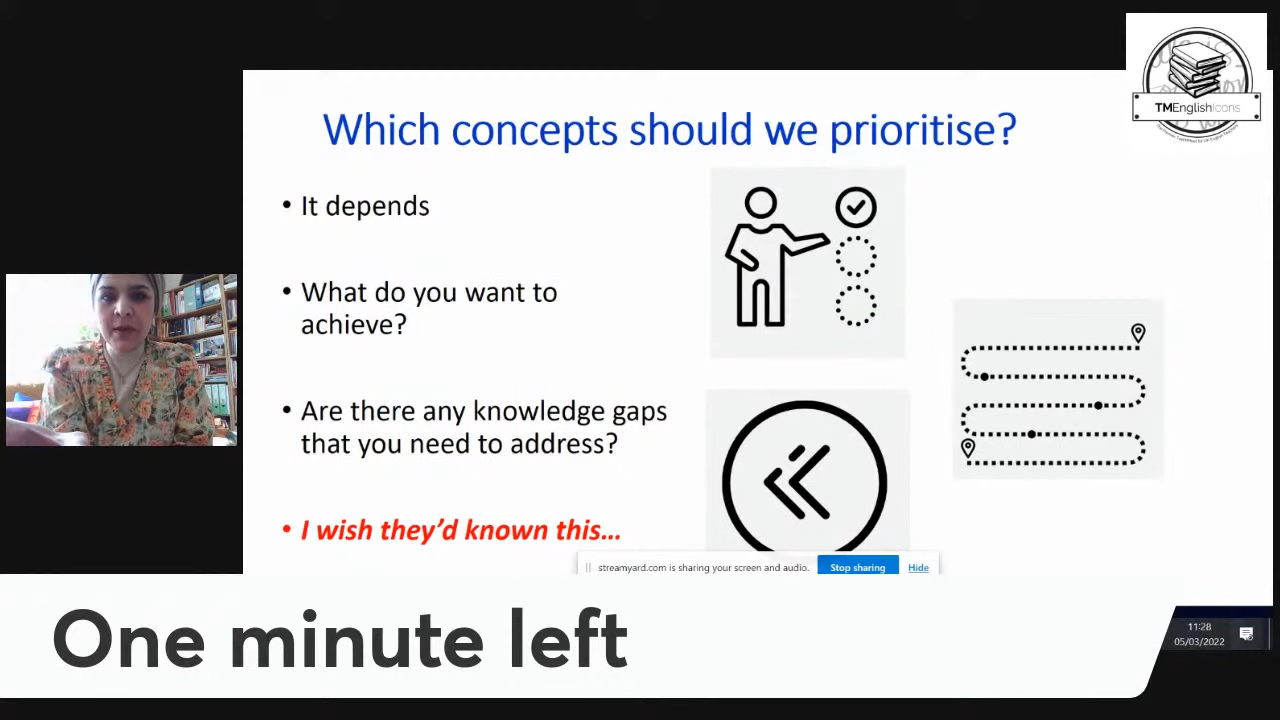 TMEnglishIcons
Which concepts should we prioritise?
• It depends
• What do you want to
achieve?
• Are there any knowledge gaps
that you need to address?
• I wish they'd known this...
streamyard.com is sharing your screen and audio.
Stop sharing
Hide
One minute left
11:28
05/03/2022